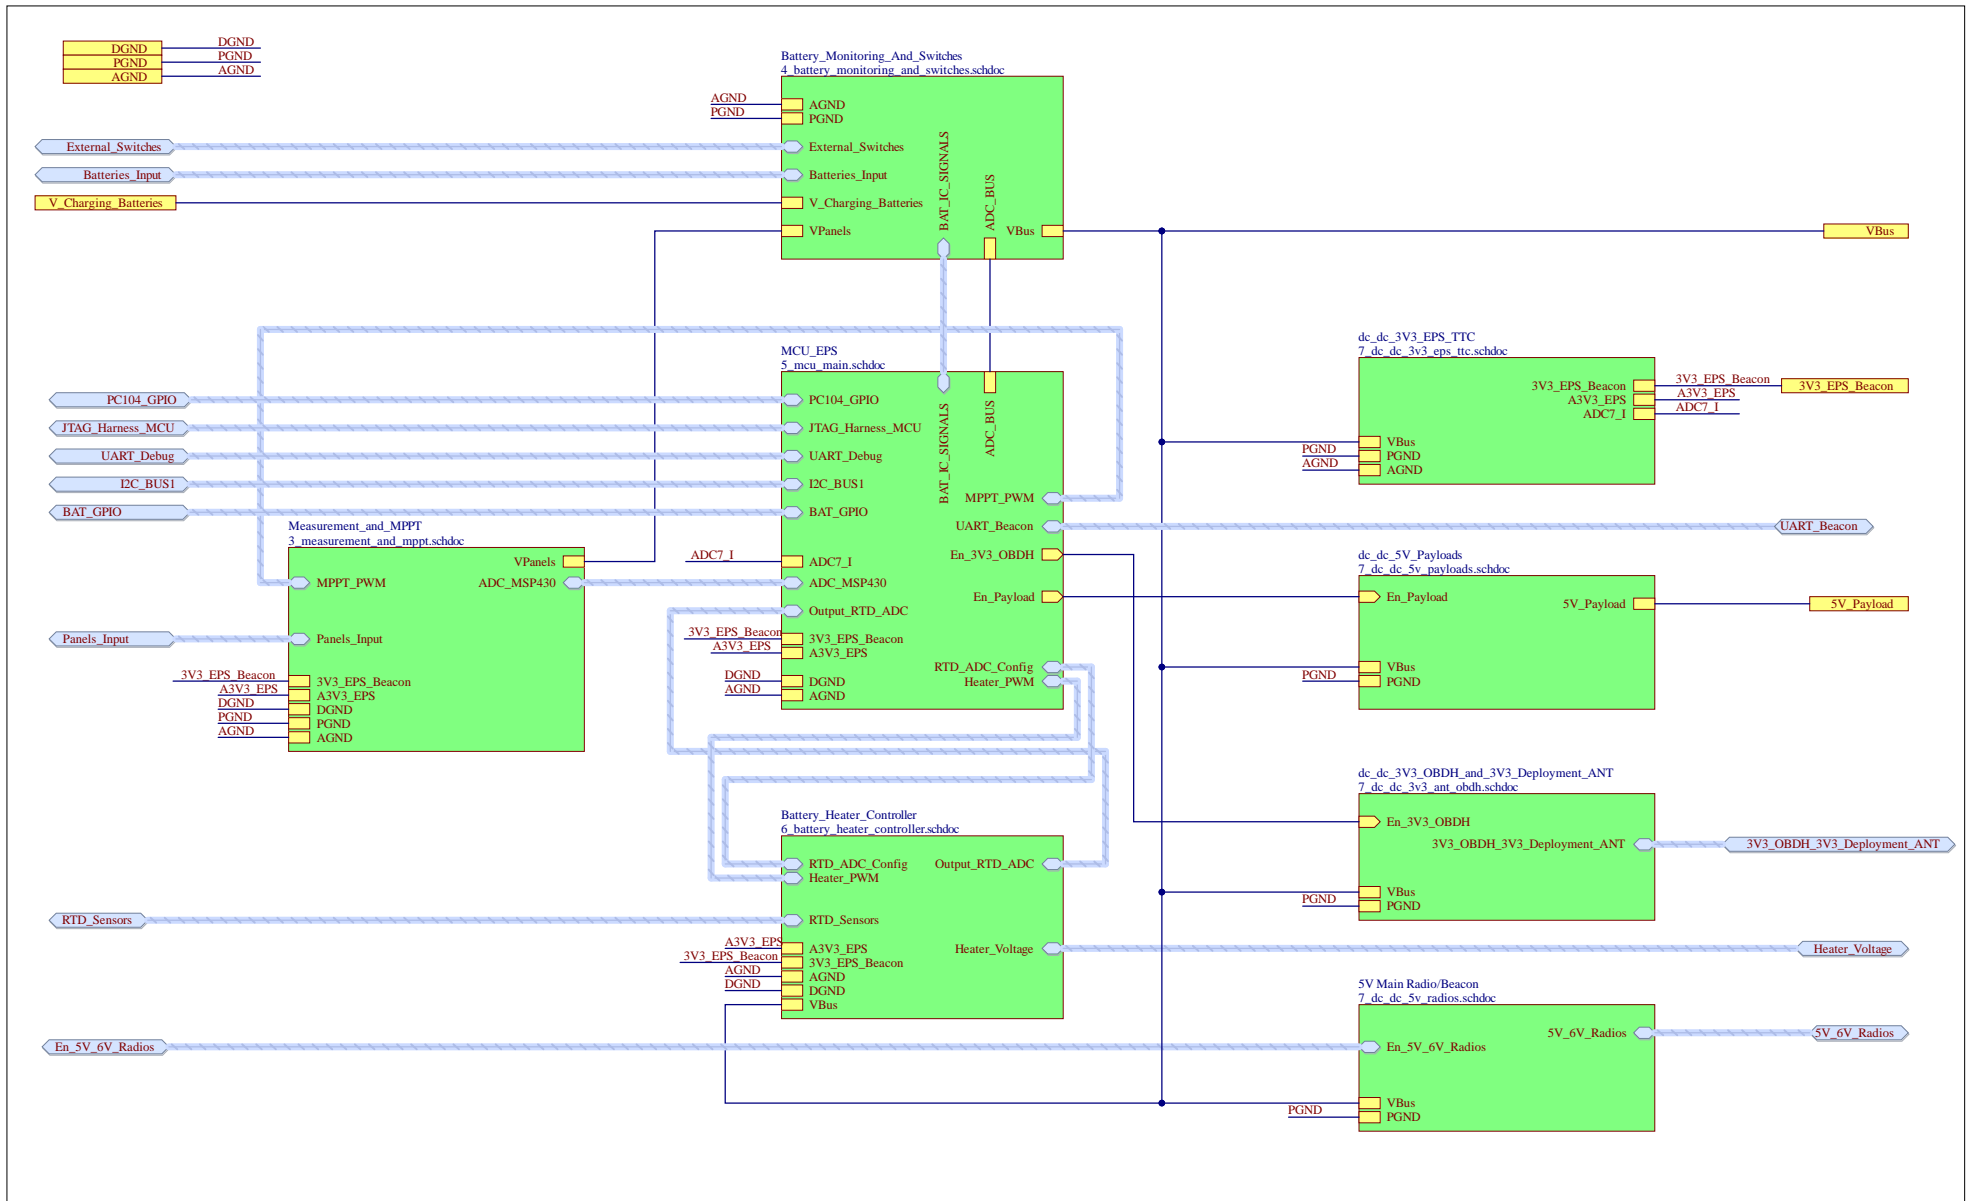 DGND
DGND
PGND
PGND
AGND
AGND
Battery_Monitoring_And_Switches
4_battery_monitoring_and_switches.schdoc
AGND
AGND
PGND
PGND
External_Switches
External_Switches
Batteries_Input
Batteries_Input
V_Charging_Batteries
V_Charging_Batteries
VPanels
BAT_IC_SIGNALS
ADC_BUS
VBus
VBus
MCU_EPS
5_mcu_main.schdoc
PC104_GPIO
PC104_GPIO
JTAG_Harness_MCU
JTAG_Harness_MCU
UART_Debug
UART_Debug
I2C_BUS1
I2C_BUS1
BAT_GPIO
BAT_GPIO
BAT_IC_SIGNALS
ADC_BUS
MPPT_PWM
UART_Beacon
UART_Beacon
En_3V3_OBDH
En_Payload
ADC7_I
ADC7_I
ADC_MSP430
Output_RTD_ADC
3V3_EPS_Beacon
3V3_EPS_Beacon
A3V3_EPS
A3V3_EPS
RTD_ADC_Config
Heater_PWM
DGND
DGND
AGND
AGND
Measurement_and_MPPT
3_measurement_and_mppt.schdoc
VPanels
MPPT_PWM
ADC_MSP430
Panels_Input
Panels_Input
3V3_EPS_Beacon
3V3_EPS_Beacon
A3V3_EPS
A3V3_EPS
DGND
DGND
PGND
PGND
AGND
AGND
Battery_Heater_Controller
6_battery_heater_controller.schdoc
RTD_ADC_Config
Output_RTD_ADC
Heater_PWM
RTD_Sensors
RTD_Sensors
A3V3_EPS
A3V3_EPS
Heater_Voltage
Heater_Voltage
3V3_EPS_Beacon
3V3_EPS_Beacon
AGND
AGND
DGND
DGND
VBus
dc_dc_3V3_EPS_TTC
7_dc_dc_3v3_eps_ttc.schdoc
3V3_EPS_Beacon
3V3_EPS_Beacon
3V3_EPS_Beacon
A3V3_EPS
A3V3_EPS
ADC7_I
ADC7_I
VBus
PGND
PGND
AGND
AGND
dc_dc_5V_Payloads
7_dc_dc_5v_payloads.schdoc
En_Payload
5V_Payload
5V_Payload
VBus
PGND
PGND
dc_dc_3V3_OBDH_and_3V3_Deployment_ANT
7_dc_dc_3v3_ant_obdh.schdoc
En_3V3_OBDH
3V3_OBDH_3V3_Deployment_ANT
3V3_OBDH_3V3_Deployment_ANT
VBus
PGND
PGND
5V Main Radio/Beacon
7_dc_dc_5v_radios.schdoc
5V_6V_Radios
5V_6V_Radios
En_5V_6V_Radios
En_5V_6V_Radios
VBus
PGND
PGND